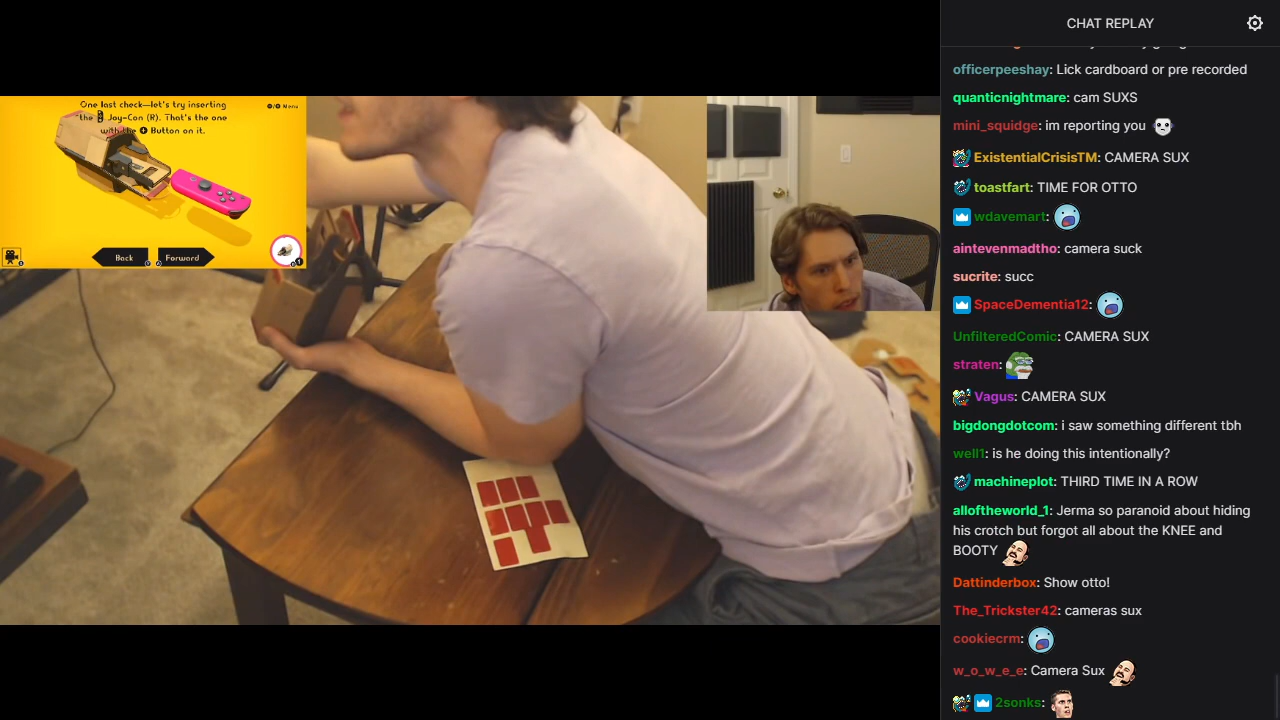 One last check—let's try inserting
the Joy-Con (R). That's the one
with the + Button on it.
Menu
Back
Forward
CHAT REPLAY
officerpeeshay: Lick cardboard or pre recorded
quanticnightmare: cam SUXS
mini_squidge: im reporting you
ExistentialCrisisTM: CAMERA SUX
toastfart: TIME FOR OTTO
wdavemart:
aintevenmadtho: camera suck
sucrite: succ
SpaceDementia12:
UnfilteredComic: CAMERA SUX
straten:
Vagus: CAMERA SUX
bigdongdotcom: i saw something different tbh
well1: is he doing this intentionally?
machineplot: THIRD TIME IN A ROW
alloftheworld_1: Jerma so paranoid about hiding
his crotch but forgot all about the KNEE and
BOOTY
Dattinderbox: Show otto!
The_Trickster42: cameras sux
cookiecrm:
w_o_w_e_e: Camera Sux
2sonks: